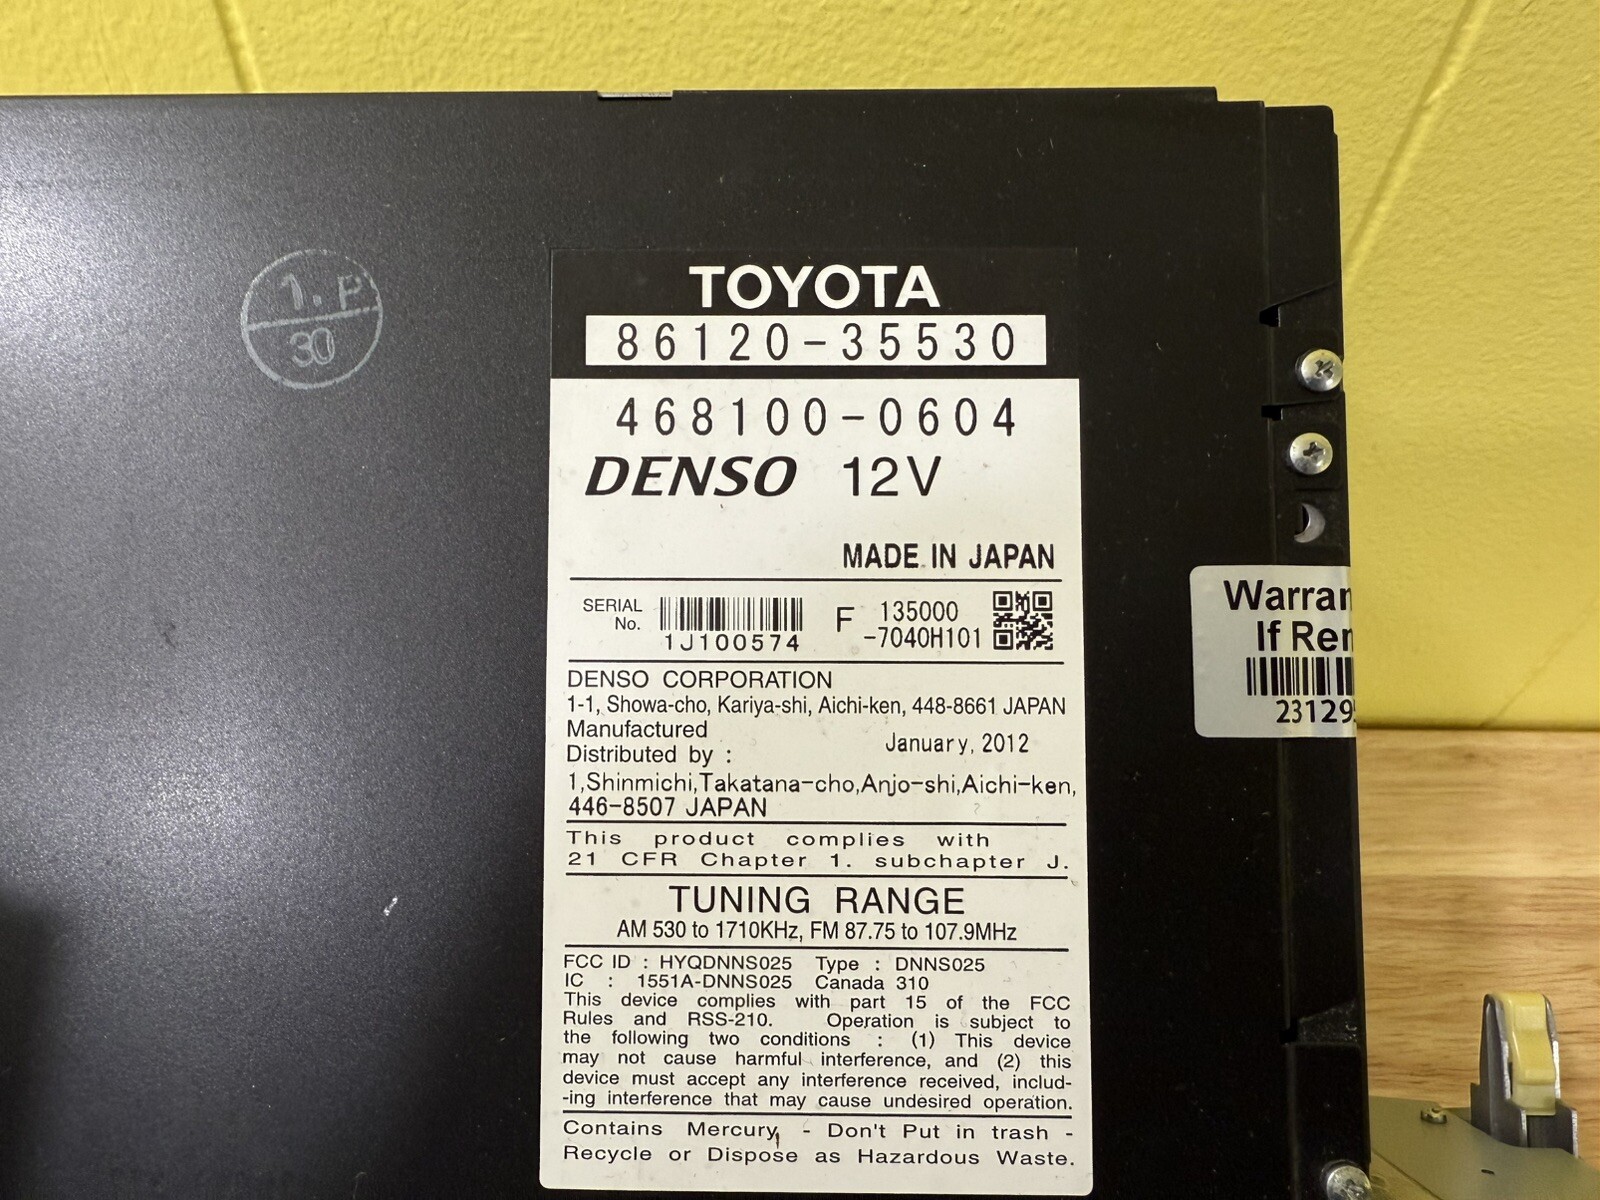 1.P
30
TOYOTA
86120-35530
468100-0604
DENSO 12V
MADE IN JAPAN
SERIAL No. 1J100574 F 135000 -7040H101
DENSO CORPORATION
1-1, Showa-cho, Kariya-shi, Aichi-ken, 448-8661 JAPAN
Manufactured January, 2012
Distributed by :
1,Shinmichi,Takatana-cho,Anjo-shi,Aichi-ken,
446-8507 JAPAN
This product complies with
21 CFR Chapter 1. subchapter J.
TUNING RANGE
AM 530 to 1710KHz, FM 87.75 to 107.9MHz
FCC ID : HYQDNNS025 Type : DNNS025
IC : 1551A-DNNS025 Canada 310
This device complies with part 15 of the FCC
Rules and RSS-210. Operation is subject to
the following two conditions : (1) This device
may not cause harmful interference, and (2) this
device must accept any interference received, includ-
-ing interference that may cause undesired operation.
Contains Mercury, - Don't Put in trash -
Recycle or Dispose as Hazardous Waste.
Warran
If Rem
23129